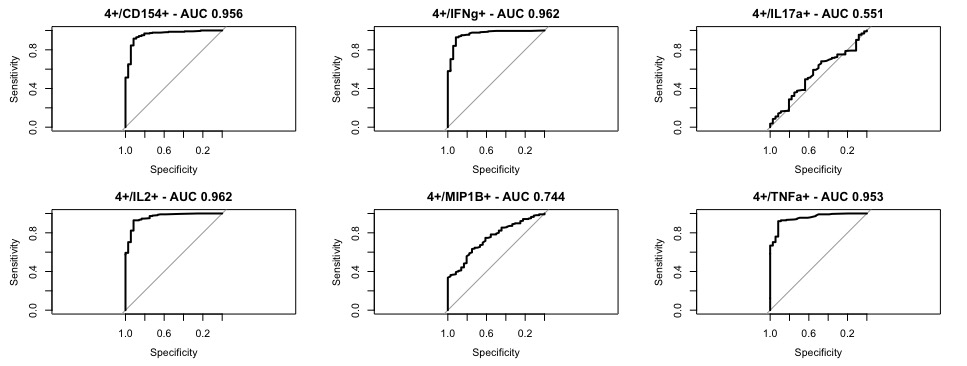 4+/CD154+ - AUC 0.956
Sensitivity
0.0 0.4 0.8
1.0 0.6 0.2
Specificity
4+/IFNg+ - AUC 0.962
Sensitivity
0.0 0.4 0.8
1.0 0.6 0.2
Specificity
4+/IL17a+ - AUC 0.551
Sensitivity
0.0 0.4 0.8
1.0 0.6 0.2
Specificity
4+/IL2+ - AUC 0.962
Sensitivity
0.0 0.4 0.8
1.0 0.6 0.2
Specificity
4+/MIP1B+ - AUC 0.744
Sensitivity
0.0 0.4 0.8
1.0 0.6 0.2
Specificity
4+/TNFa+ - AUC 0.953
Sensitivity
0.0 0.4 0.8
1.0 0.6 0.2
Specificity